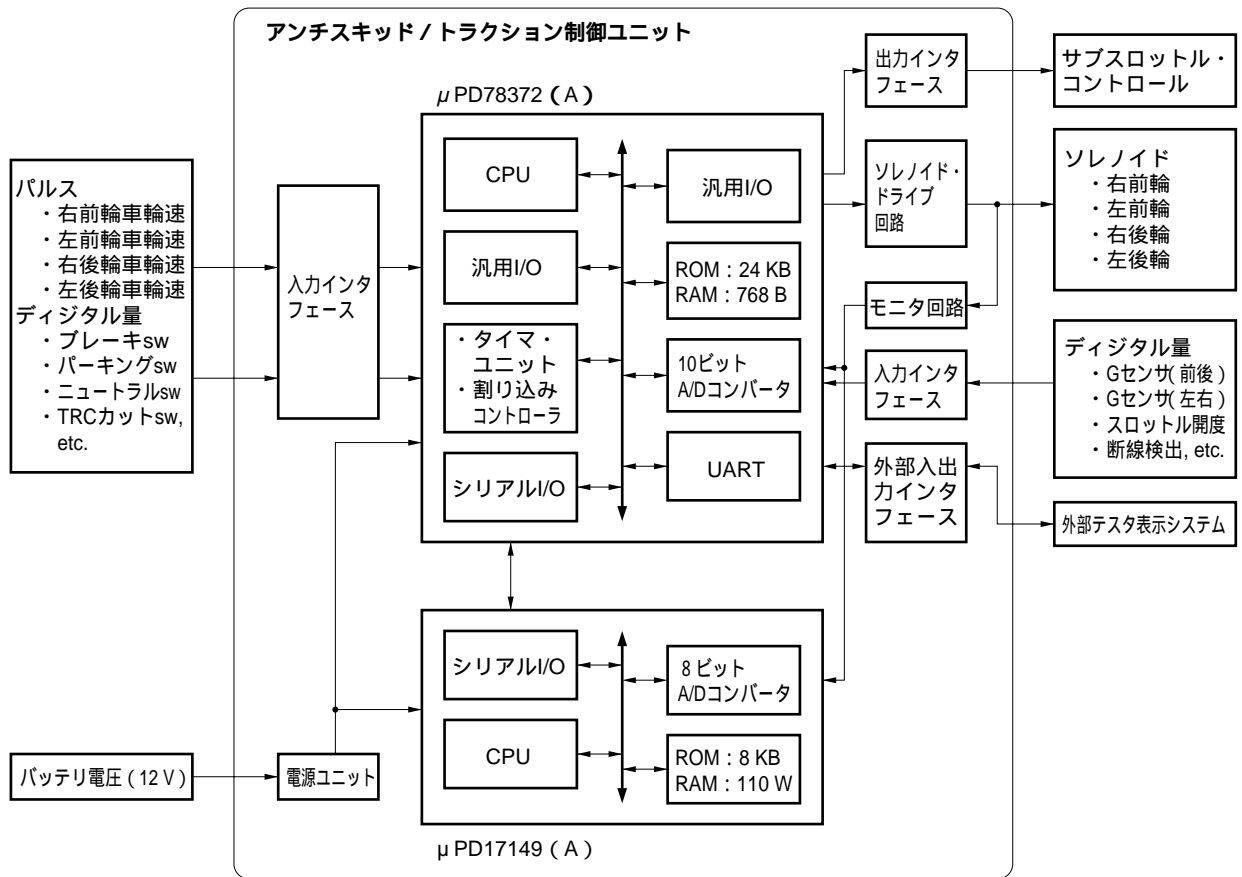 アンチスキッド / トラクション制御ユニット
μPD78372（A）
パルス
・右前輪車輪速
・左前輪車輪速
・右後輪車輪速
・左後輪車輪速
ディジタル量
・ブレーキsw
・パーキングsw
・ニュートラルsw
・TRCカットsw,
etc.
入力インタ
フェース
CPU
汎用I/O
タイマ・
ユニット
・割り込み
コントローラ
シリアルI/O
汎用I/O
ROM：24 KB
RAM：768 B
10ビット
A/Dコンバータ
UART
出力インタ
フェース
ソレノイド・
ドライブ
回路
モニタ回路
入力インタ
フェース
外部入出
力インタ
フェース
サブスロットル・
コントロール
ソレノイド
・右前輪
・左前輪
・右後輪
・左後輪
ディジタル量
・Gセンサ（前後）
・Gセンサ（左右）
・スロットル開度
・断線検出, etc.
外部テスタ表示システム
シリアルI/O
CPU
8ビット
A/Dコンバータ
ROM：8 KB
RAM：110 W
バッテリ電圧（12 V）
電源ユニット
μPD17149（A）